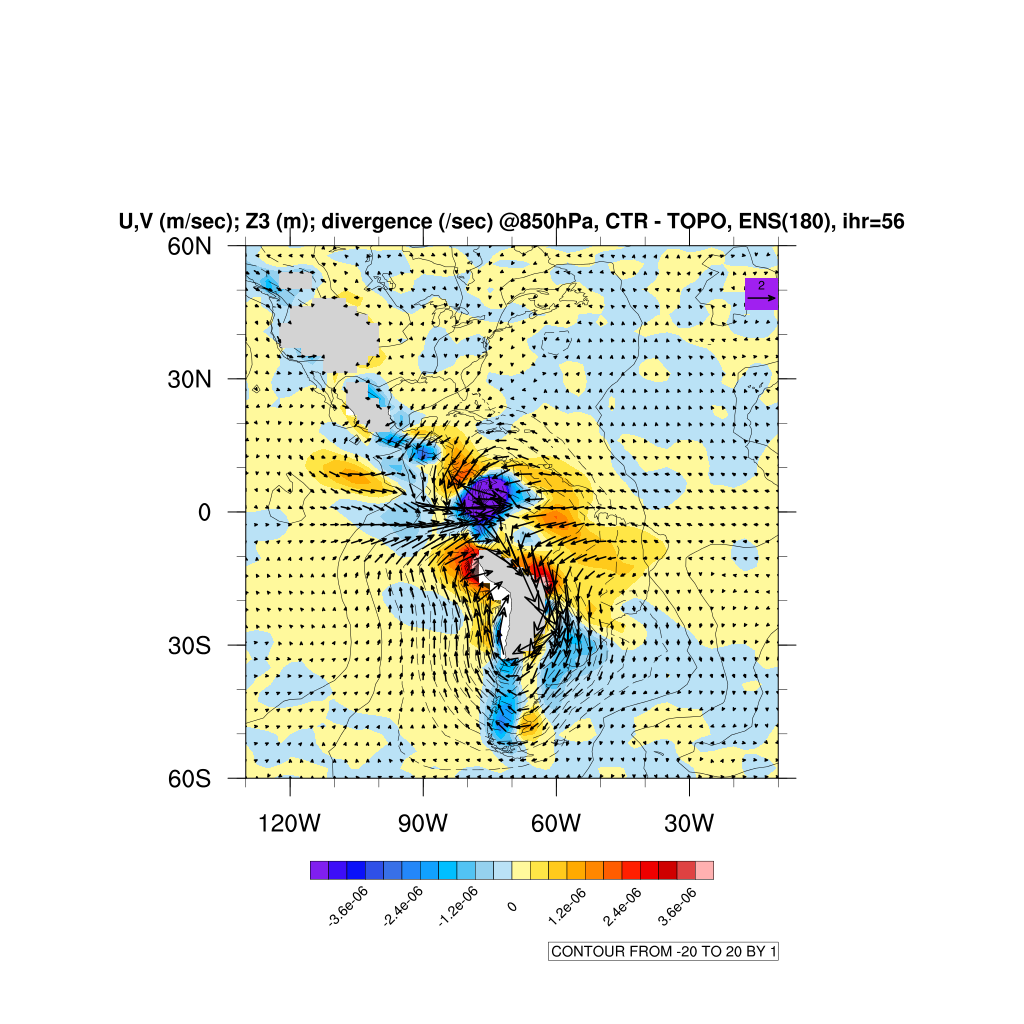 U,V (m/sec); Z3 (m); divergence (/sec) @850hPa, CTR - TOPO, ENS(180), ihr=56
60N
2
30N
0
30S
60S
120W 90W 60W 30W
-3.6e-06 -2.4e-06 -1.2e-06 0 1.2e-06 2.4e-06 3.6e-06
CONTOUR FROM -20 TO 20 BY 1